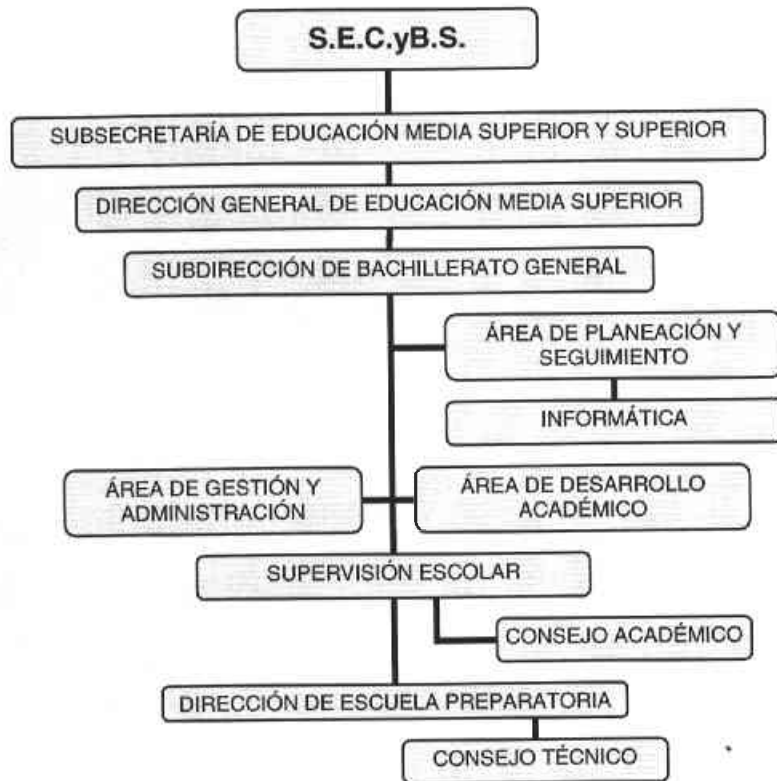 S.E.C.yB.S.
SUBSECRETARÍA DE EDUCACIÓN MEDIA SUPERIOR Y SUPERIOR
DIRECCIÓN GENERAL DE EDUCACIÓN MEDIA SUPERIOR
SUBDIRECCIÓN DE BACHILLERATO GENERAL
ÁREA DE PLANEACIÓN Y
SEGUIMIENTO
INFORMÁTICA
ÁREA DE GESTIÓN Y
ADMINISTRACIÓN
ÁREA DE DESARROLLO
ACADÉMICO
SUPERVISIÓN ESCOLAR
CONSEJO ACADÉMICO
DIRECCIÓN DE ESCUELA PREPARATORIA
CONSEJO TÉCNICO